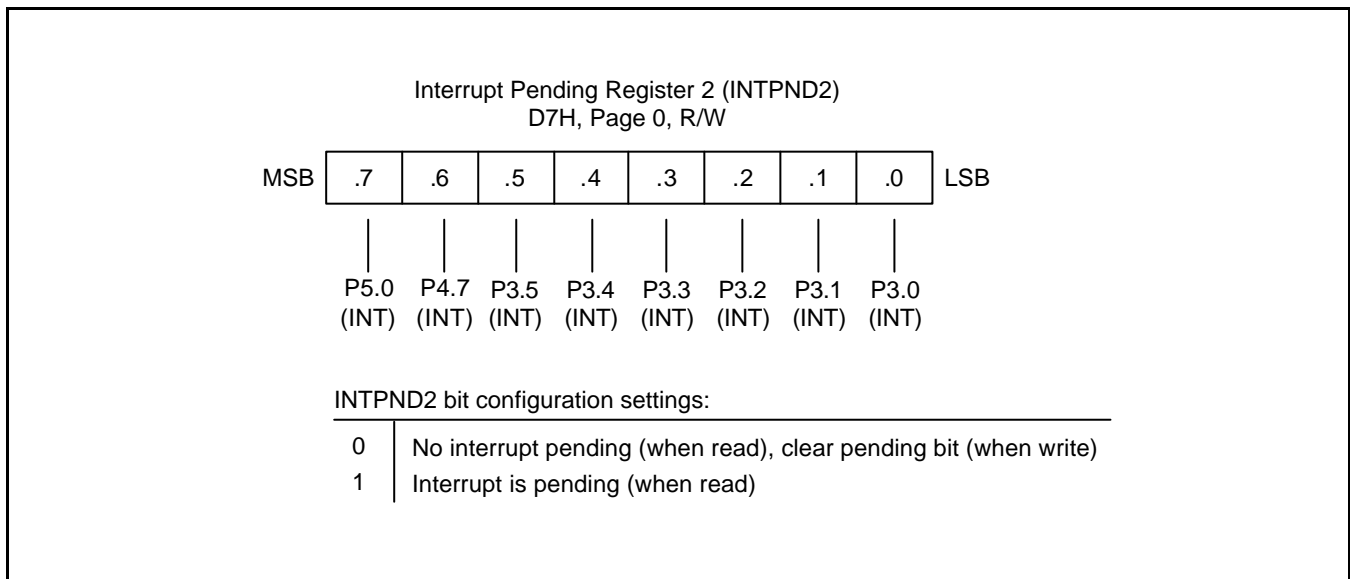 Interrupt Pending Register 2 (INTPND2)
D7H, Page 0, R/W
MSB .7 .6 .5 .4 .3 .2 .1 .0 LSB
P5.0 P4.7 P3.5 P3.4 P3.3 P3.2 P3.1 P3.0
(INT) (INT) (INT) (INT) (INT) (INT) (INT) (INT)
INTPND2 bit configuration settings:
0 No interrupt pending (when read), clear pending bit (when write)
1 Interrupt is pending (when read)